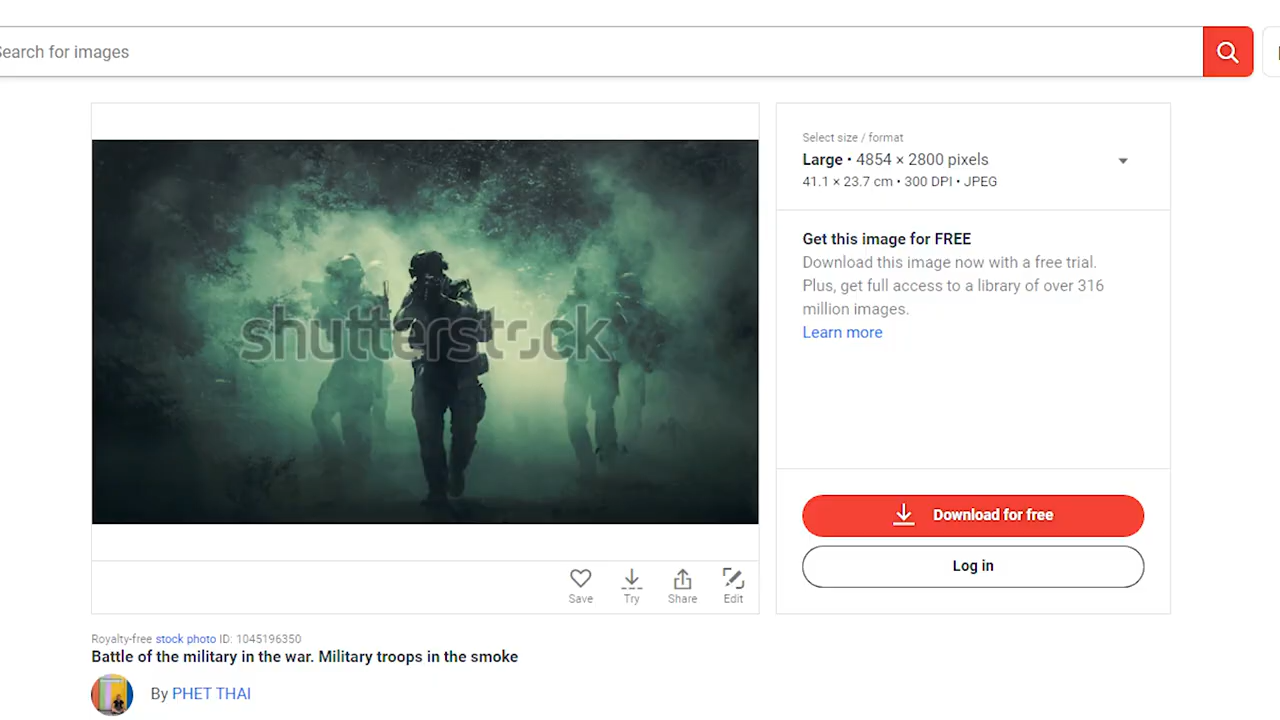 Search for images
shutterstock
Select size / format
Large • 4854 × 2800 pixels
41.1 × 23.7 cm • 300 DPI • JPEG
Get this image for FREE
Download this image now with a free trial.
Plus, get full access to a library of over 316
million images.
Learn more
Download for free
Log in
Save Try Share Edit
Royalty-free stock photo ID: 1045196350
Battle of the military in the war. Military troops in the smoke
By PHET THAI